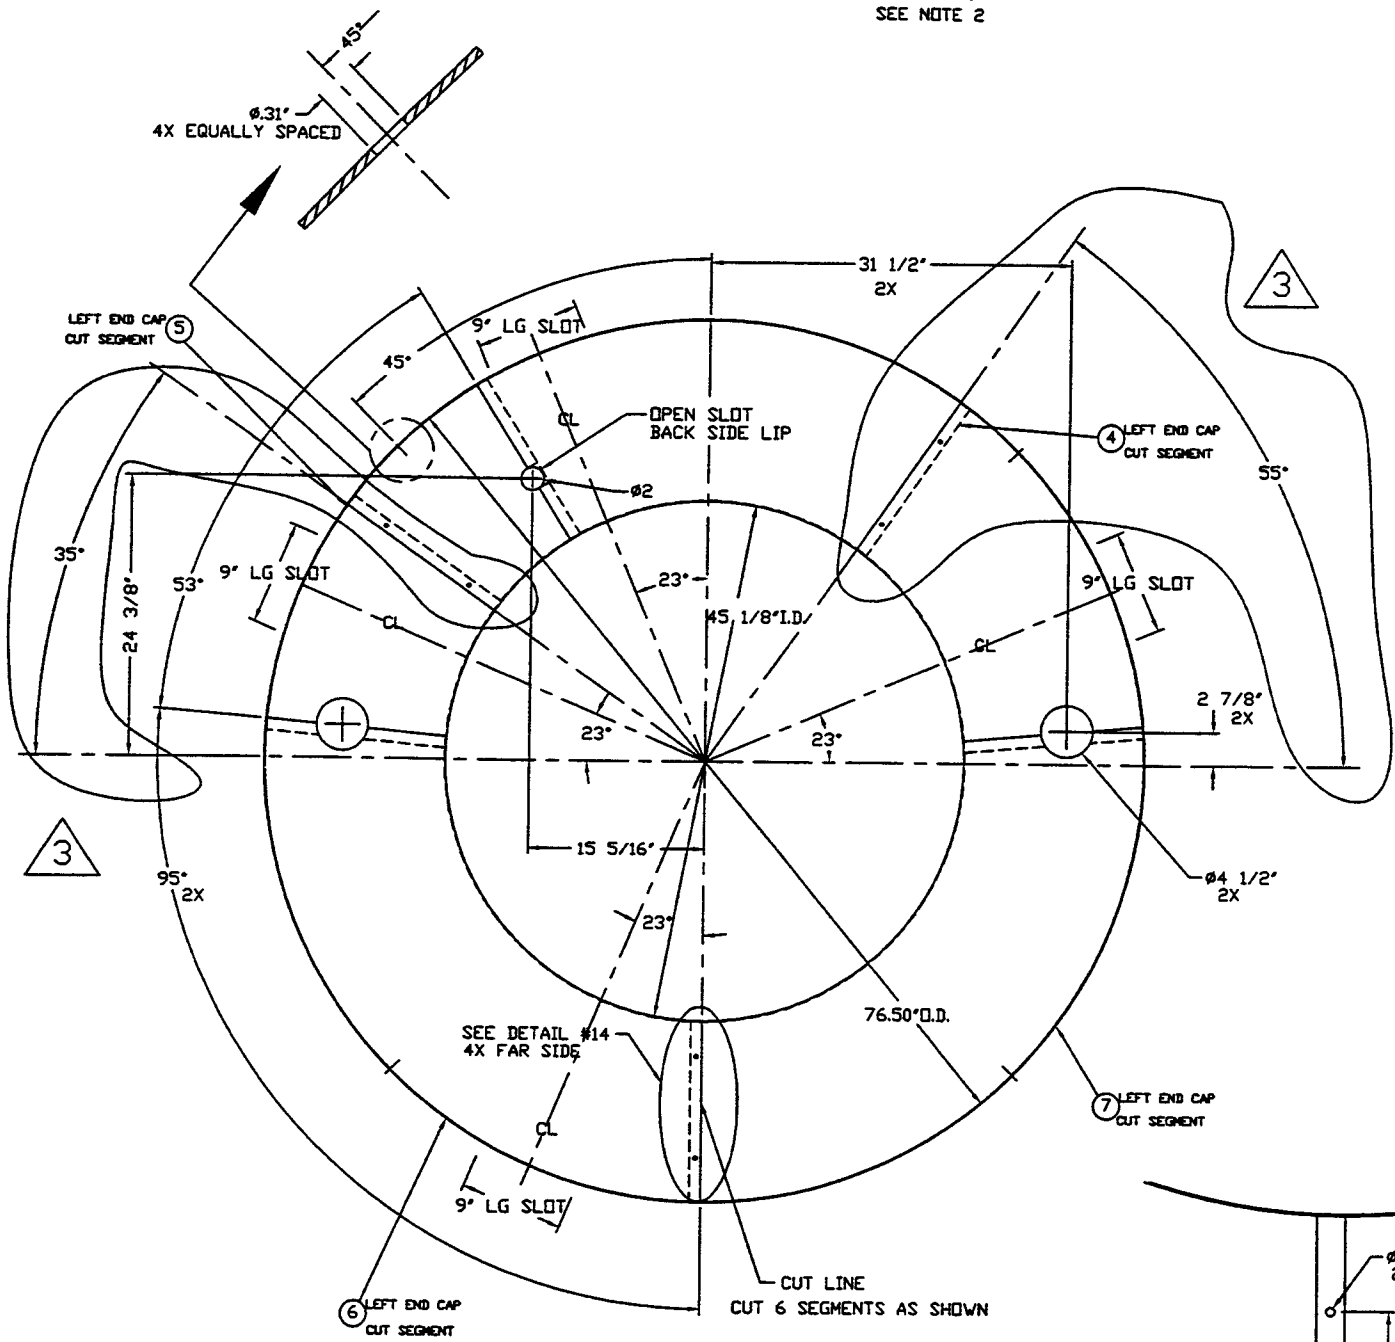 SEE NOTE 2
45°
ø.31"
4X EQUALLY SPACED
31 1/2"
2X
3
LEFT END CAP
CUT SEGMENT
5
9" LG SLOT
45°
CL
OPEN SLOT
BACK SIDE LIP
4
LEFT END CAP
CUT SEGMENT
55°
ø2
35°
53°
9" LG SLOT
24 3/8"
23°
45 1/8" I.D.
9" LG SLOT
CL
CL
2 7/8"
2X
23°
23°
3
15 5/16"
95°
2X
ø4 1/2"
2X
23°
76.50" O.D.
SEE DETAIL #14
4X FAR SIDE
7
LEFT END CAP
CUT SEGMENT
CL
9" LG SLOT
CUT LINE
CUT 6 SEGMENTS AS SHOWN
6
LEFT END CAP
CUT SEGMENT
ø